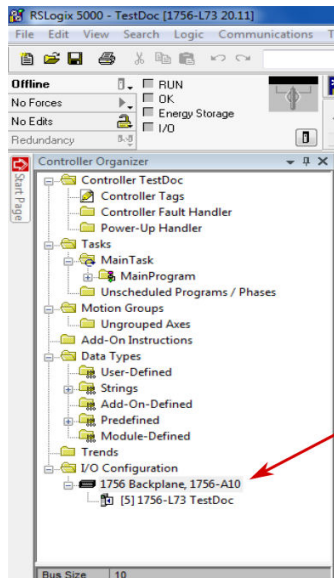 RSLogix 5000 - TestDoc [1756-L73 20.11]
File Edit View Search Logic Communications T
Offline
RUN
No Forces
OK
Energy Storage
No Edits
I/O
Redundancy
Controller Organizer
Start Page
Controller TestDoc
Controller Tags
Controller Fault Handler
Power-Up Handler
Tasks
MainTask
MainProgram
Unscheduled Programs / Phases
Motion Groups
Ungrouped Axes
Add-On Instructions
Data Types
User-Defined
Strings
Add-On-Defined
Predefined
Module-Defined
Trends
I/O Configuration
1756 Backplane, 1756-A10
[5] 1756-L73 TestDoc
Bus Size 10